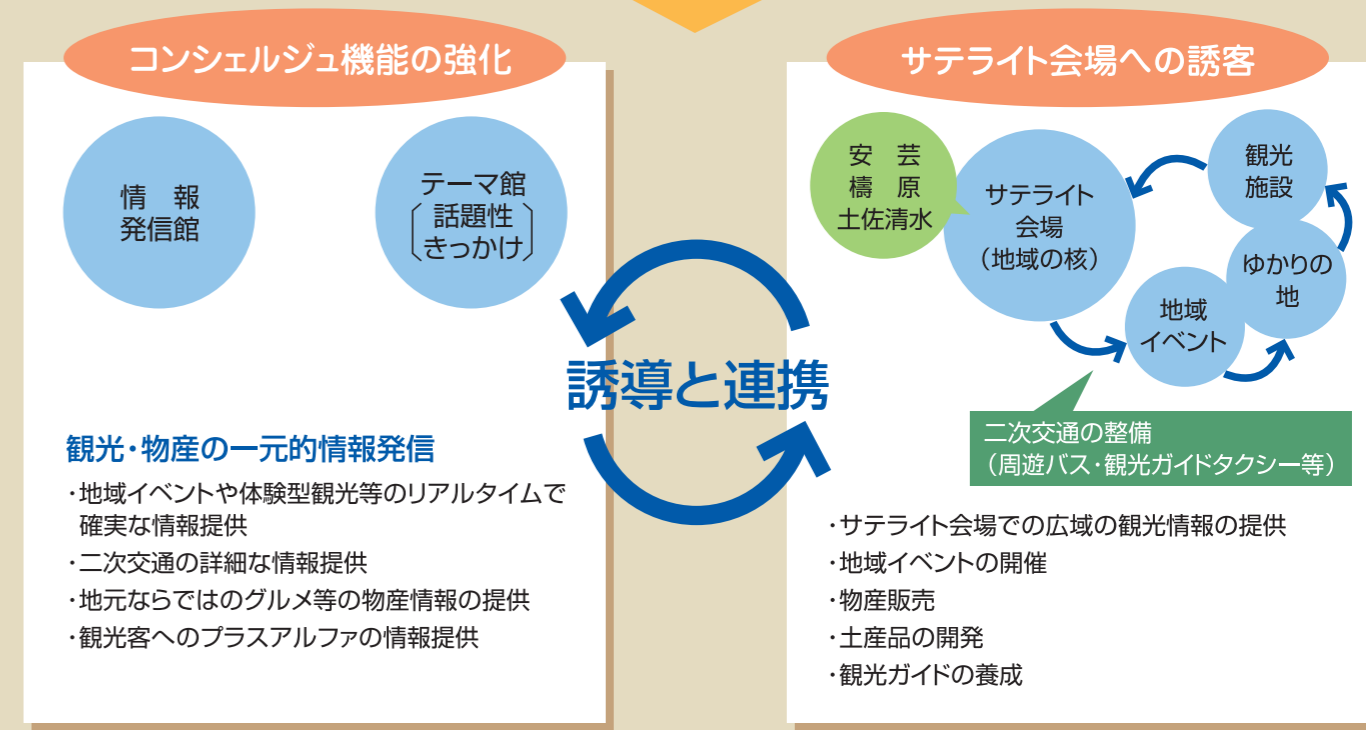 コンシェルジュ機能の強化
情　報
発信館
テーマ館
〔話題性
きっかけ〕
観光・物産の一元的情報発信
・地域イベントや体験型観光等のリアルタイムで
確実な情報提供
・二次交通の詳細な情報提供
・地元ならではのグルメ等の物産情報の提供
・観光客へのプラスアルファの情報提供
誘導と連携
サテライト会場への誘客
安　芸
檮　原
土佐清水
サテライト
会場
（地域の核）
観光
施設
ゆかりの
地
地域
イベント
二次交通の整備
（周遊バス・観光ガイドタクシー等）
・サテライト会場での広域の観光情報の提供
・地域イベントの開催
・物産販売
・土産品の開発
・観光ガイドの養成